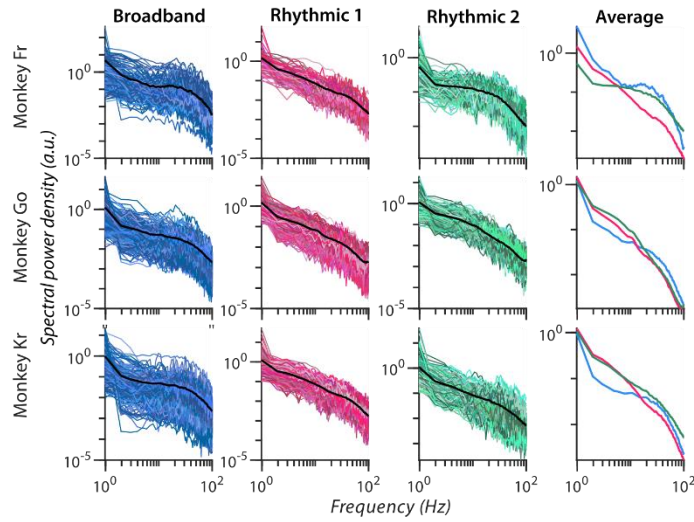 Broadband Rhythmic 1 Rhythmic 2 Average
Monkey Fr
10^0 10^0 10^0 10^0
10^-5 10^-5 10^-5
Monkey Go
Spectral power density (a.u.)
10^0 10^0 10^0 10^0
10^-5 10^-5 10^-5
Monkey Kr
" "
10^0 10^0 10^0 10^0
10^-5 10^-5
10^0 10^2 10^0 10^2 10^0 10^2 10^0 10^2
Frequency (Hz)